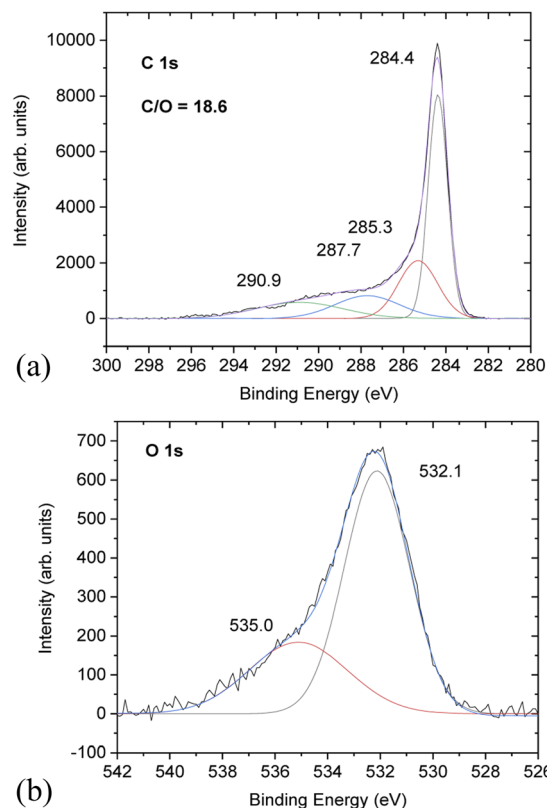 C 1s
C/O = 18.6
284.4
285.3
287.7
290.9
10000
8000
6000
4000
2000
0
Intensity (arb. units)
300 298 296 294 292 290 288 286 284 282 280
Binding Energy (eV)
(a)
O 1s
532.1
535.0
700
600
500
400
300
200
100
0
-100
Intensity (arb. units)
542 540 538 536 534 532 530 528 526
Binding Energy (eV)
(b)